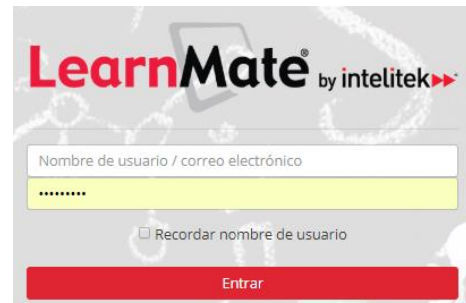 LearnMate® by intelitek
Nombre de usuario / correo electrónico
•••••••••
Recordar nombre de usuario
Entrar